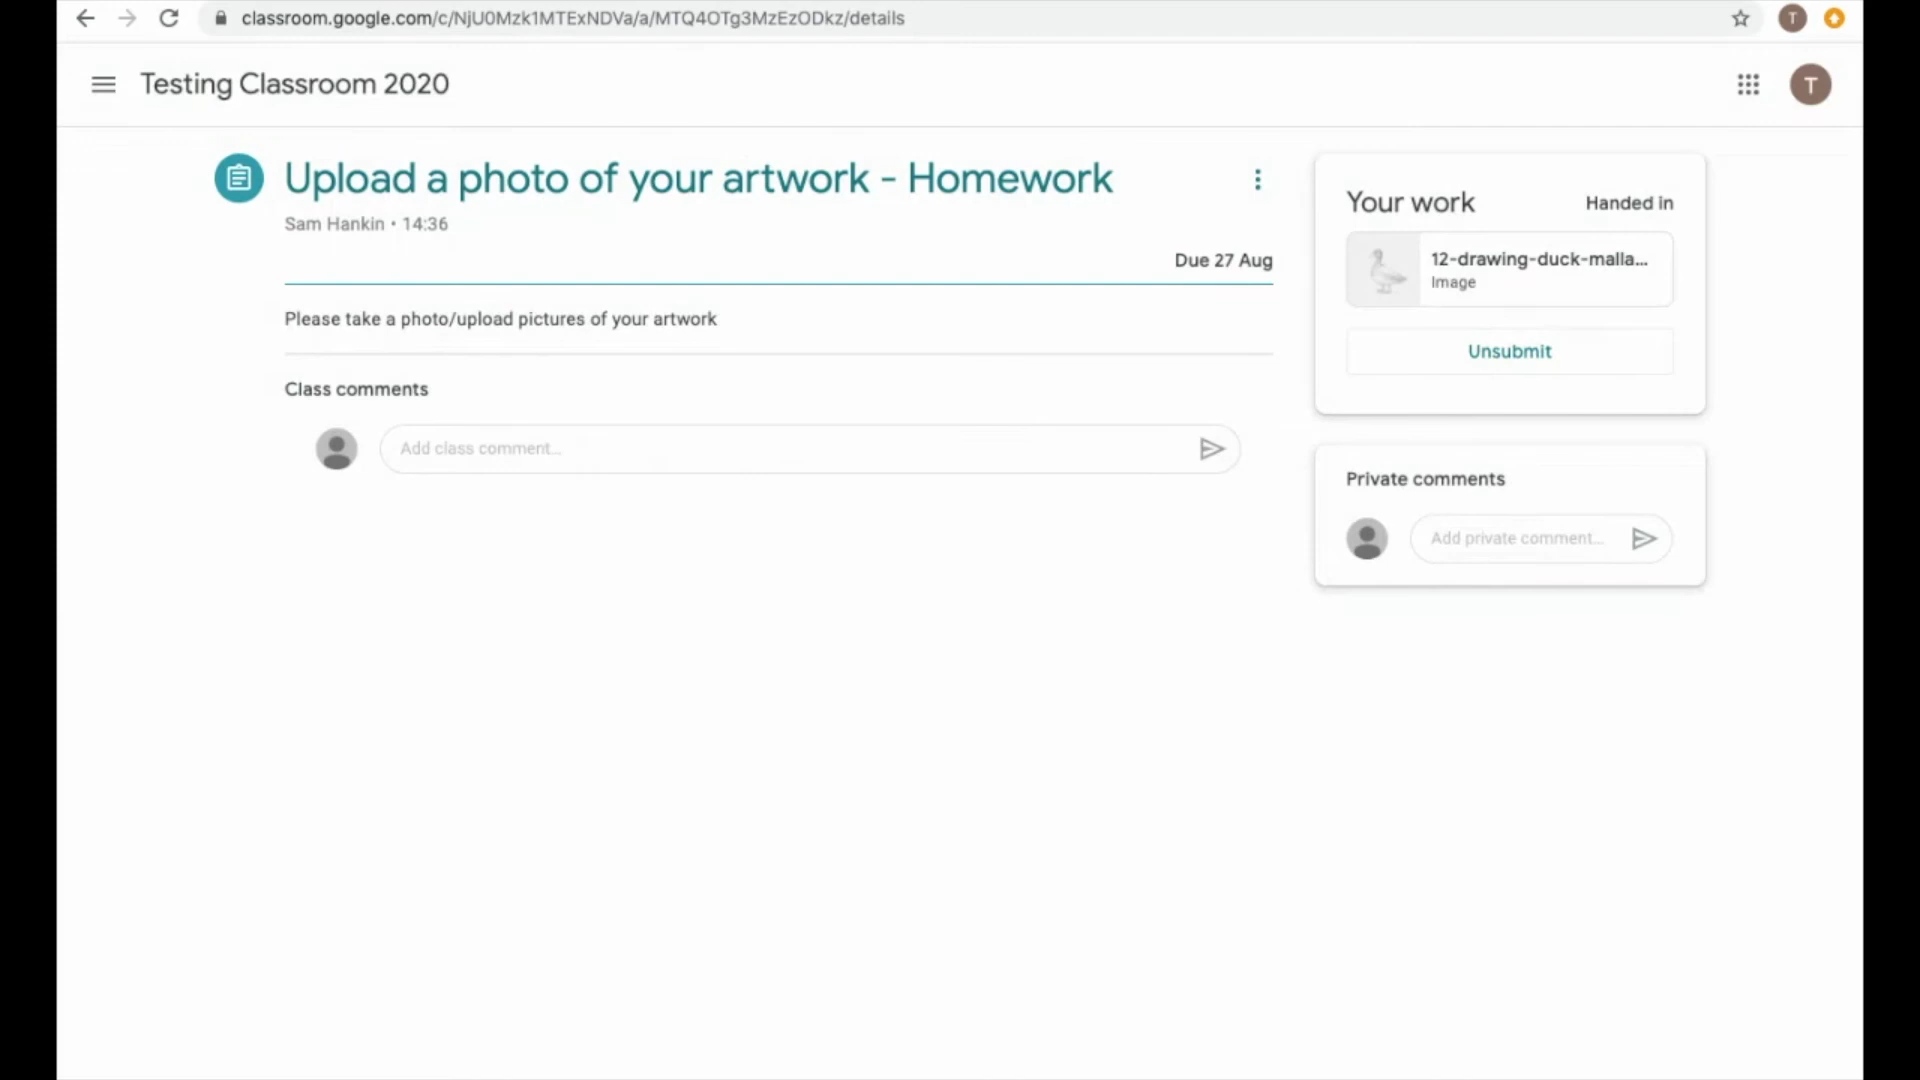 classroom.google.com/c/NjU0Mzk1MTExNDVa/a/MTQ4OTg3MzEzODkz/details
T
Testing Classroom 2020
T
Upload a photo of your artwork - Homework
Sam Hankin • 14:36
Due 27 Aug
Please take a photo/upload pictures of your artwork
Class comments
Add class comment...
Your work
Handed in
12-drawing-duck-malla...
Image
Unsubmit
Private comments
Add private comment...